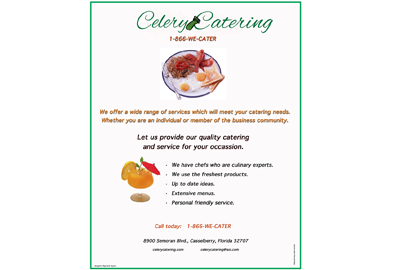 Celery Catering
1-866-WE-CATER
We offer a wide range of services which will meet your catering needs.
Whether you are an individual or member of the business community.
Let us provide our quality catering
and service for your occassion.
- We have chefs who are culinary experts.
- We use the freshest products.
- Up to date ideas.
- Extensive menus.
- Personal friendly service.
Call today: 1-866-WE-CATER
8900 Semoran Blvd., Casselberry, Florida 32707
celerycatering.com celerycatering@aol.com